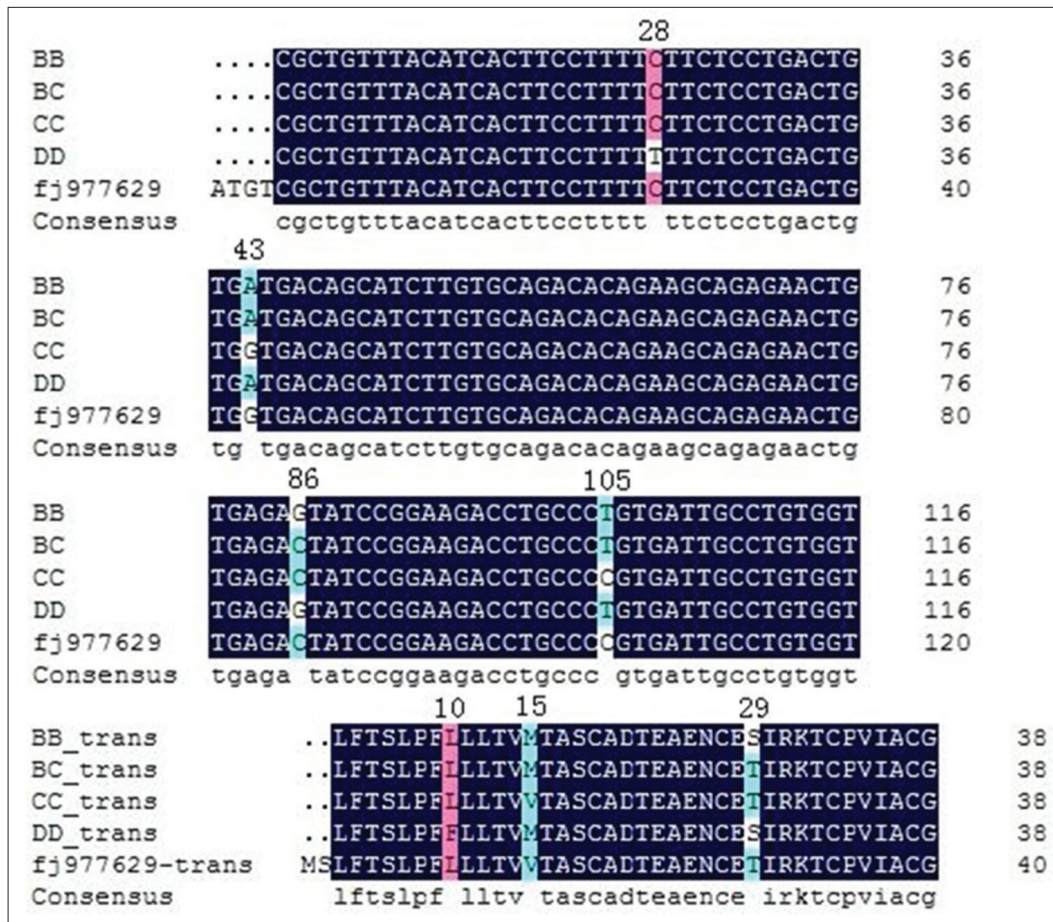 28
BB ....CGCTGTTTACATCACTTCCTTTTCTTCTCCTGACTG 36
BC ....CGCTGTTTACATCACTTCCTTTTCTTCTCCTGACTG 36
CC ....CGCTGTTTACATCACTTCCTTTTCTTCTCCTGACTG 36
DD ....CGCTGTTTACATCACTTCCTTTTTTTCTCCTGACTG 36
fj977629 ATGTCGCTGTTTACATCACTTCCTTTTCTTCTCCTGACTG 40
Consensus cgctgtttacatcacttcctttt ttctcctgactg
43
BB TGATGACAGCATCTTGTGCAGACACAGAAGCAGAGAACTG 76
BC TGATGACAGCATCTTGTGCAGACACAGAAGCAGAGAACTG 76
CC TGGTGACAGCATCTTGTGCAGACACAGAAGCAGAGAACTG 76
DD TGATGACAGCATCTTGTGCAGACACAGAAGCAGAGAACTG 76
fj977629 TGGTGACAGCATCTTGTGCAGACACAGAAGCAGAGAACTG 80
Consensus tg tgacagcatcttgtgcagacacagaagcagagaactg
86 105
BB TGAGAGTATCCGGAAGACCTGCCCTGTGATTGCCTGTGGT 116
BC TGAGACTATCCGGAAGACCTGCCCTGTGATTGCCTGTGGT 116
CC TGAGACTATCCGGAAGACCTGCCCCGTGATTGCCTGTGGT 116
DD TGAGAGTATCCGGAAGACCTGCCCTGTGATTGCCTGTGGT 116
fj977629 TGAGACTATCCGGAAGACCTGCCCCGTGATTGCCTGTGGT 120
Consensus tgaga tatccggaagacctgccc gtgattgcctgtggt
10 15 29
BB_trans ..LFTSLPFLLLTVMTASCADTEAENCESIRKTCPVIACG 38
BC_trans ..LFTSLPFLLLTVMTASCADTEAENCETIRKTCPVIACG 38
CC_trans ..LFTSLPFLLLTVVTASCADTEAENCETIRKTCPVIACG 38
DD_trans ..LFTSLPFFLLTVMTASCADTEAENCESIRKTCPVIACG 38
fj977629-trans MSLFTSLPFLLLTVVTASCADTEAENCETIRKTCPVIACG 40
Consensus lftslpf lltv tascadteaence irktcpviacg